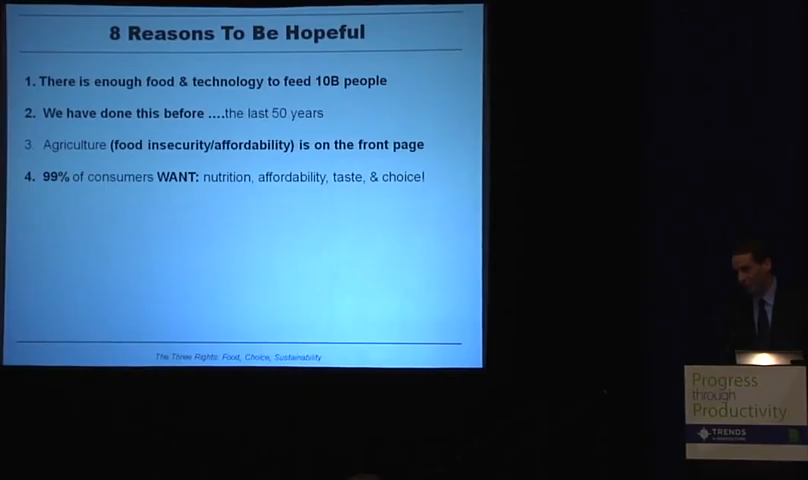 8 Reasons To Be Hopeful
1. There is enough food & technology to feed 10B people
2. We have done this before ....the last 50 years
3. Agriculture (food insecurity/affordability) is on the front page
4. 99% of consumers WANT: nutrition, affordability, taste, & choice!
The Three Rights: Food, Choice, Sustainability
Progress
through
Productivity
TRENDS